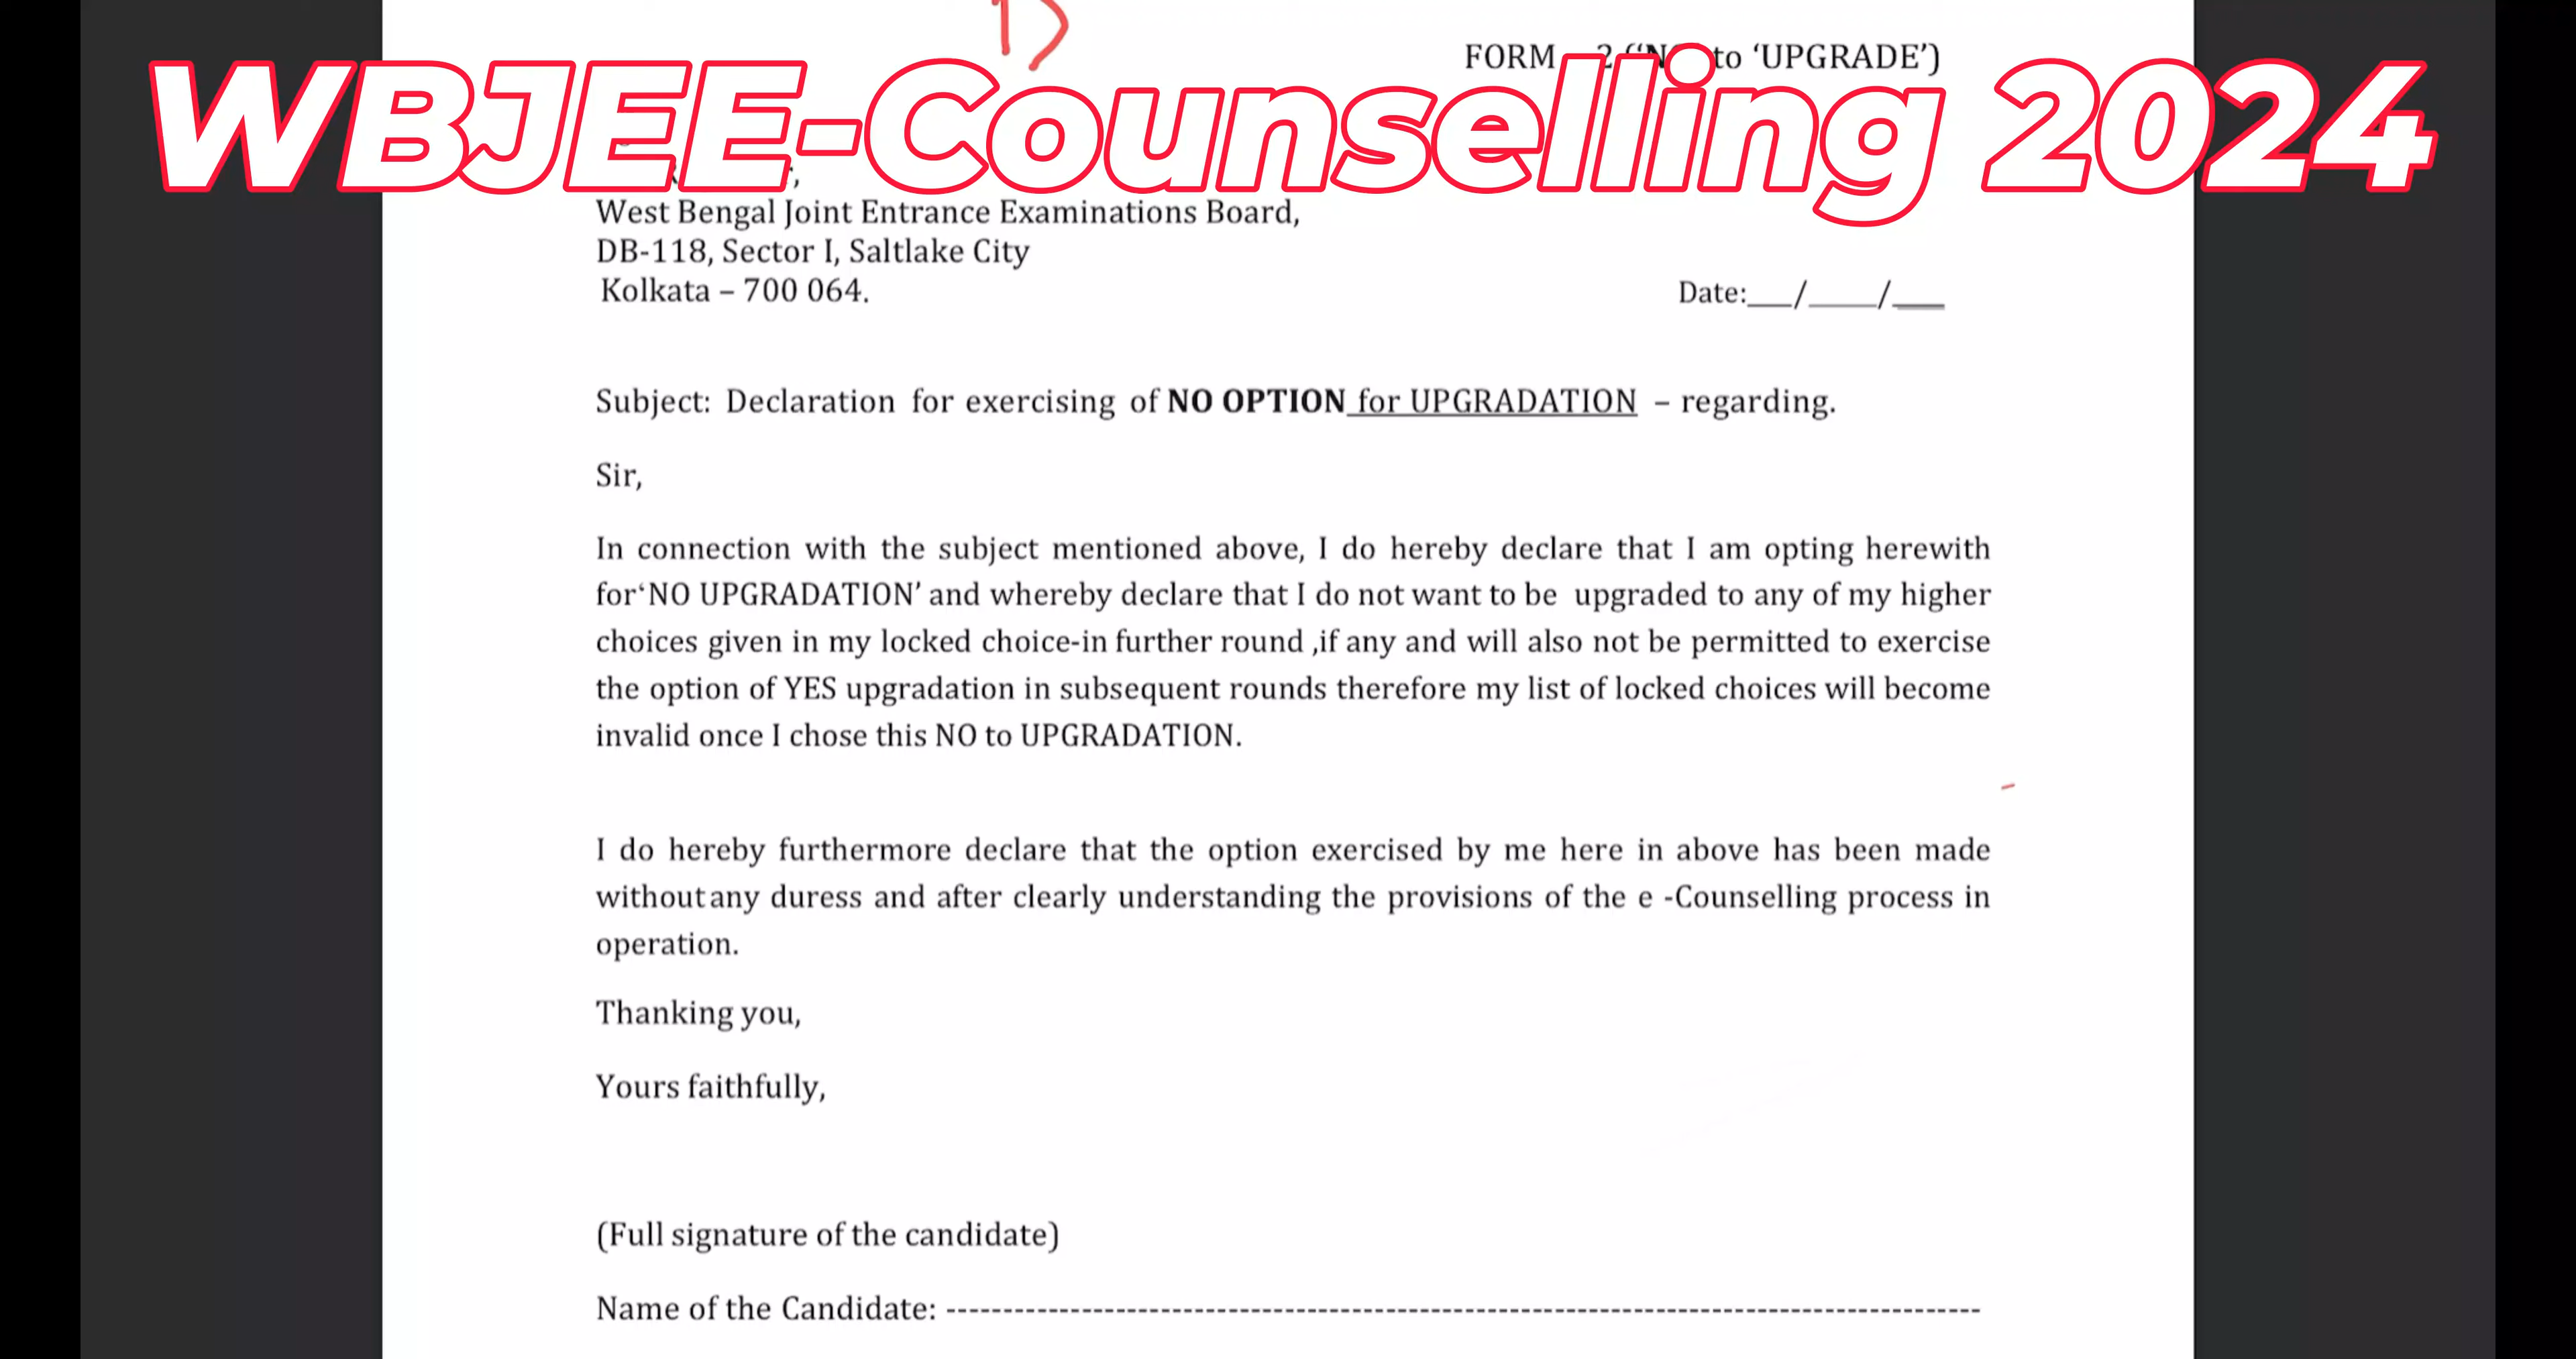 FORM 2 to ‘UPGRADE’)
WBJEE-Counselling 2024
West Bengal Joint Entrance Examinations Board,
DB-118, Sector I, Saltlake City
Kolkata – 700 064.
Date:___/____/___
Subject: Declaration for exercising of NO OPTION for UPGRADATION – regarding.
Sir,
In connection with the subject mentioned above, I do hereby declare that I am opting herewith
for‘NO UPGRADATION’ and whereby declare that I do not want to be upgraded to any of my higher
choices given in my locked choice-in further round ,if any and will also not be permitted to exercise
the option of YES upgradation in subsequent rounds therefore my list of locked choices will become
invalid once I chose this NO to UPGRADATION.
I do hereby furthermore declare that the option exercised by me here in above has been made
without any duress and after clearly understanding the provisions of the e -Counselling process in
operation.
Thanking you,
Yours faithfully,
(Full signature of the candidate)
Name of the Candidate: --------------------------------------------------------------------------------------------